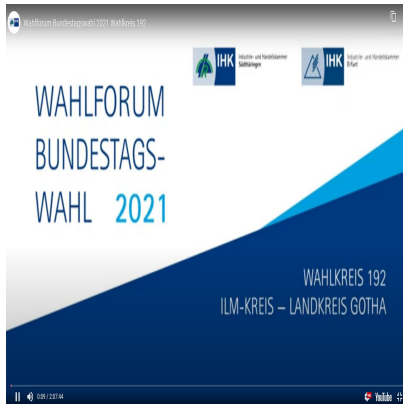 Wahlforum Bundestagswahl 2021 Wahlkreis 192
IHK Industrie- und Handelskammer
Südthüringen
IHK Industrie- und Handelskammer
Erfurt
WAHLFORUM
BUNDESTAGS-
WAHL 2021
WAHLKREIS 192
ILM-KREIS – LANDKREIS GOTHA
0:09 / 2:07:44
YouTube